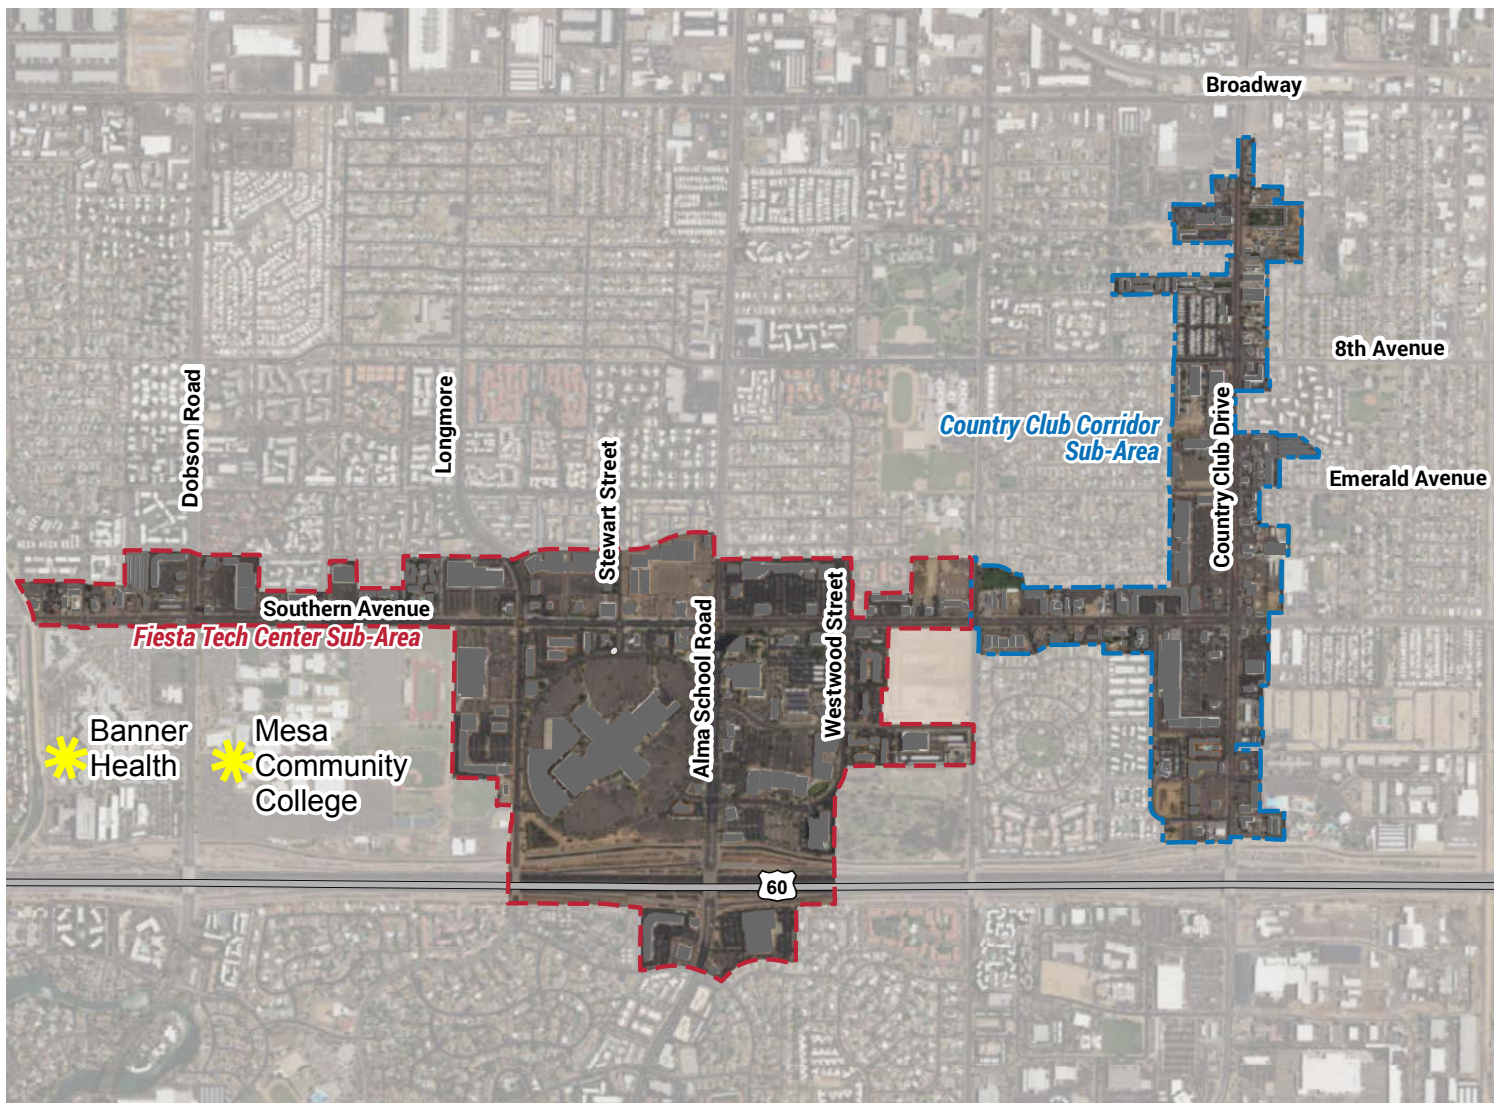 Broadway
8th Avenue
Dobson Road
Longmore
Country Club Drive
Country Club Corridor
Sub-Area
Stewart Street
Emerald Avenue
Southern Avenue
Westwood Street
Alma School Road
Fiesta Tech Center Sub-Area
Banner
Health
Mesa
Community
College
60